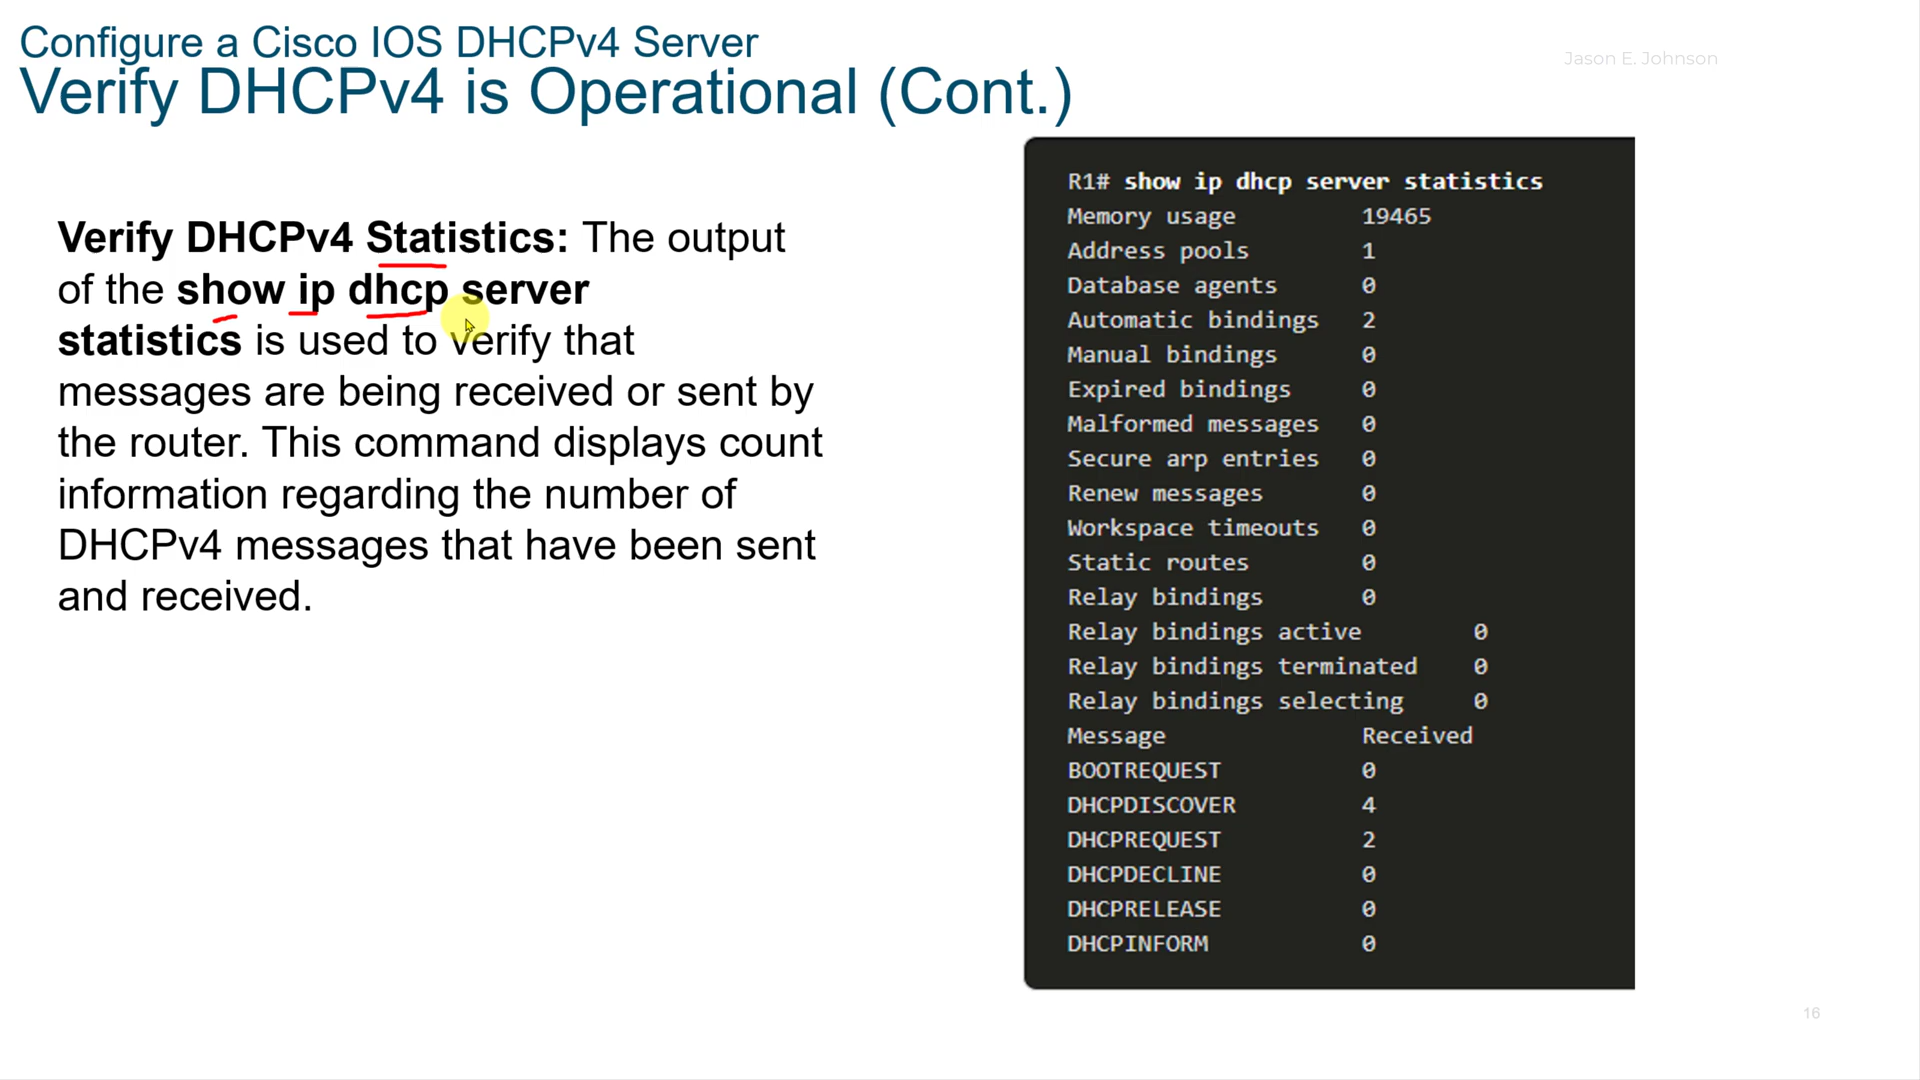 Configure a Cisco IOS DHCPv4 Server
Verify DHCPv4 is Operational (Cont.)
Jason E. Johnson
Verify DHCPv4 Statistics: The output
of the show ip dhcp server
statistics is used to verify that
messages are being received or sent by
the router. This command displays count
information regarding the number of
DHCPv4 messages that have been sent
and received.
R1# show ip dhcp server statistics
Memory usage 19465
Address pools 1
Database agents 0
Automatic bindings 2
Manual bindings 0
Expired bindings 0
Malformed messages 0
Secure arp entries 0
Renew messages 0
Workspace timeouts 0
Static routes 0
Relay bindings 0
Relay bindings active 0
Relay bindings terminated 0
Relay bindings selecting 0
Message Received
BOOTREQUEST 0
DHCPDISCOVER 4
DHCPREQUEST 2
DHCPDECLINE 0
DHCPRELEASE 0
DHCPINFORM 0
16